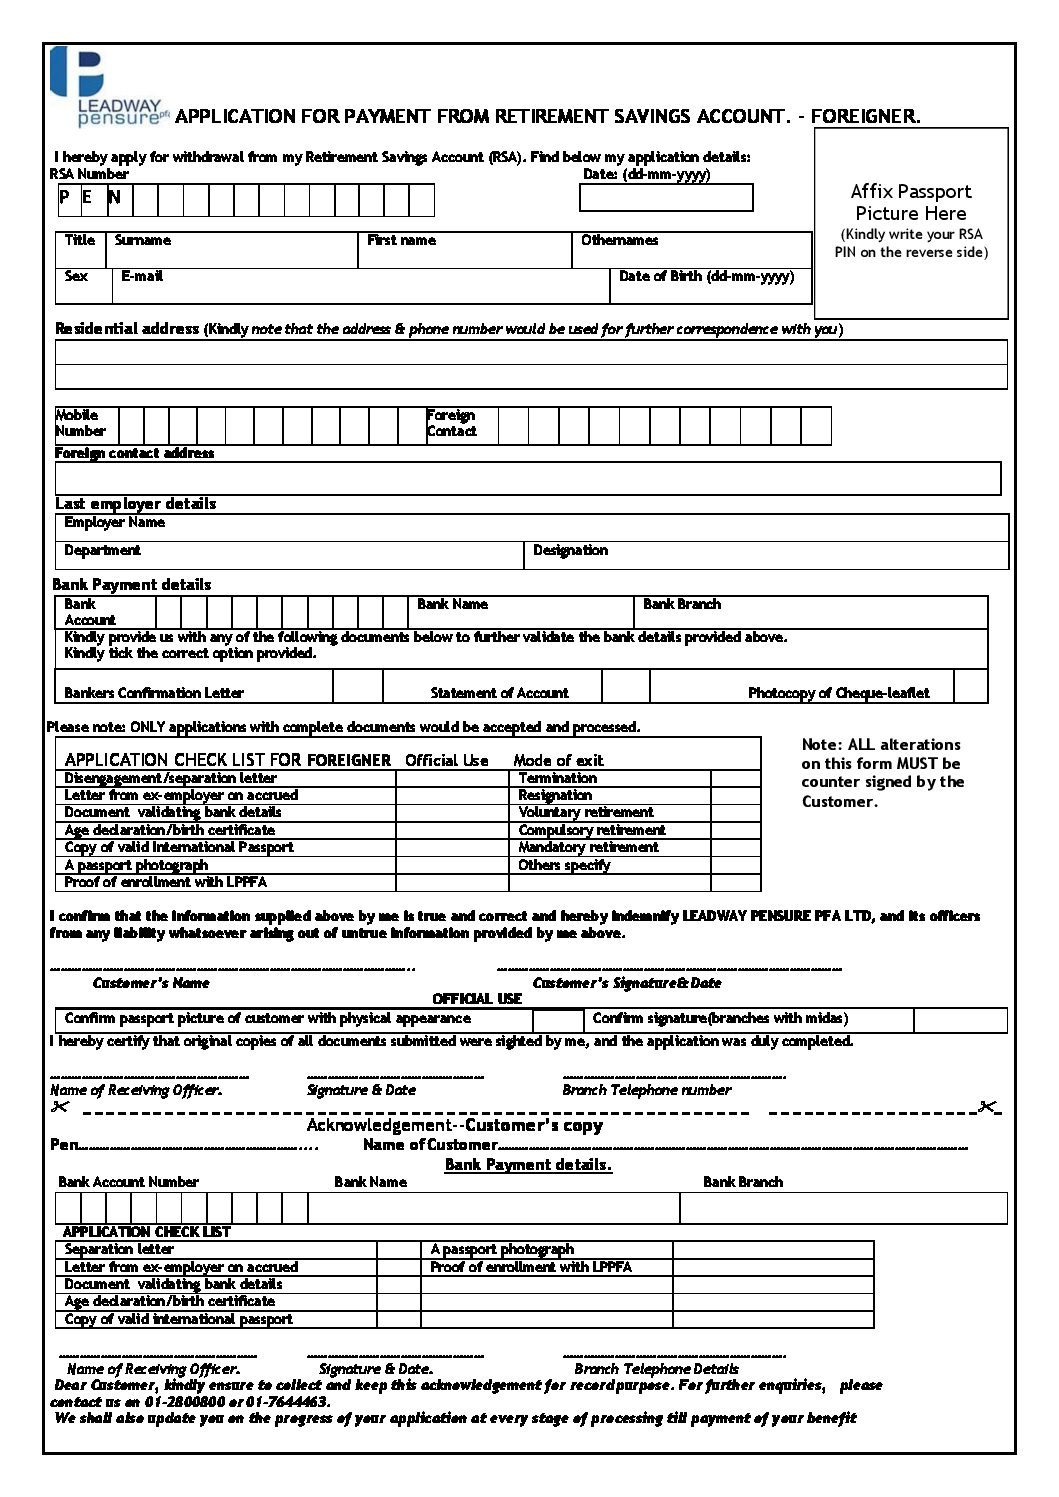 LEADWAY
pensure pfa
APPLICATION FOR PAYMENT FROM RETIREMENT SAVINGS ACCOUNT. - FOREIGNER.
I hereby apply for withdrawal from my Retirement Savings Account (RSA). Find below my application details:
RSA Number Date: (dd-mm-yyyy)
P E N
Affix Passport
Picture Here
(Kindly write your RSA
PIN on the reverse side)
Title Surname First name Othernames
Sex E-mail Date of Birth (dd-mm-yyyy)
Residential address (Kindly note that the address & phone number would be used for further correspondence with you)
Mobile Foreign
Number Contact
Foreign contact address
Last employer details
Employer Name
Department Designation
Bank Payment details
Bank Bank Name Bank Branch
Account
Kindly provide us with any of the following documents below to further validate the bank details provided above.
Kindly tick the correct option provided.
Bankers Confirmation Letter Statement of Account Photocopy of Cheque-leaflet
Please note: ONLY applications with complete documents would be accepted and processed.
APPLICATION CHECK LIST FOR FOREIGNER Official Use Mode of exit
Disengagement/separation letter Termination
Letter from ex-employer on accrued Resignation
Document validating bank details Voluntary retirement
Age declaration/birth certificate Compulsory retirement
Copy of valid International Passport Mandatory retirement
A passport photograph Others specify
Proof of enrollment with LPPFA
Note: ALL alterations
on this form MUST be
counter signed by the
Customer.
I confirm that the information supplied above by me is true and correct and hereby indemnify LEADWAY PENSURE PFA LTD, and its officers
from any liability whatsoever arising out of untrue information provided by me above.
Customer's Name Customer's Signature& Date
OFFICIAL USE
Confirm passport picture of customer with physical appearance Confirm signature(branches with midas)
I hereby certify that original copies of all documents submitted were sighted by me, and the application was duly completed.
Name of Receiving Officer. Signature & Date Branch Telephone number
Acknowledgement--Customer's copy
Pen............................................ Name of Customer............................................
Bank Payment details.
Bank Account Number Bank Name Bank Branch
APPLICATION CHECK LIST
Separation letter A passport photograph
Letter from ex-employer on accrued Proof of enrollment with LPPFA
Document validating bank details
Age declaration/birth certificate
Copy of valid international passport
Name of Receiving Officer. Signature & Date. Branch Telephone Details
Dear Customer, kindly ensure to collect and keep this acknowledgement for record purpose. For further enquiries, please
contact us on 01-2800800 or 01-7644463.
We shall also update you on the progress of your application at every stage of processing till payment of your benefit